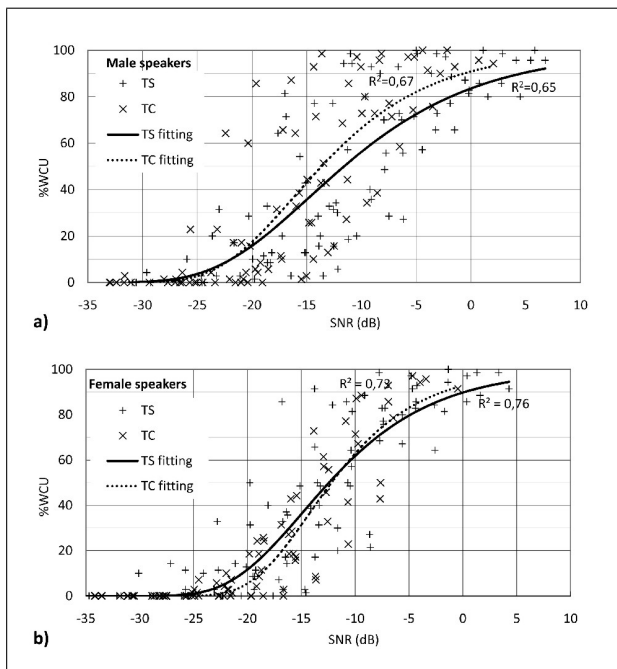 100
80
60
40
20
0
%WCU
Male speakers
+ TS
× TC
TS fitting
TC fitting
R²=0,67
R²=0,65
-35 -30 -25 -20 -15 -10 -5 0 5 10
SNR (dB)
a)
100
80
60
40
20
0
%WCU
Female speakers
+ TS
× TC
TS fitting
TC fitting
R² = 0,73
R² = 0,76
-35 -30 -25 -20 -15 -10 -5 0 5 10
SNR (dB)
b)